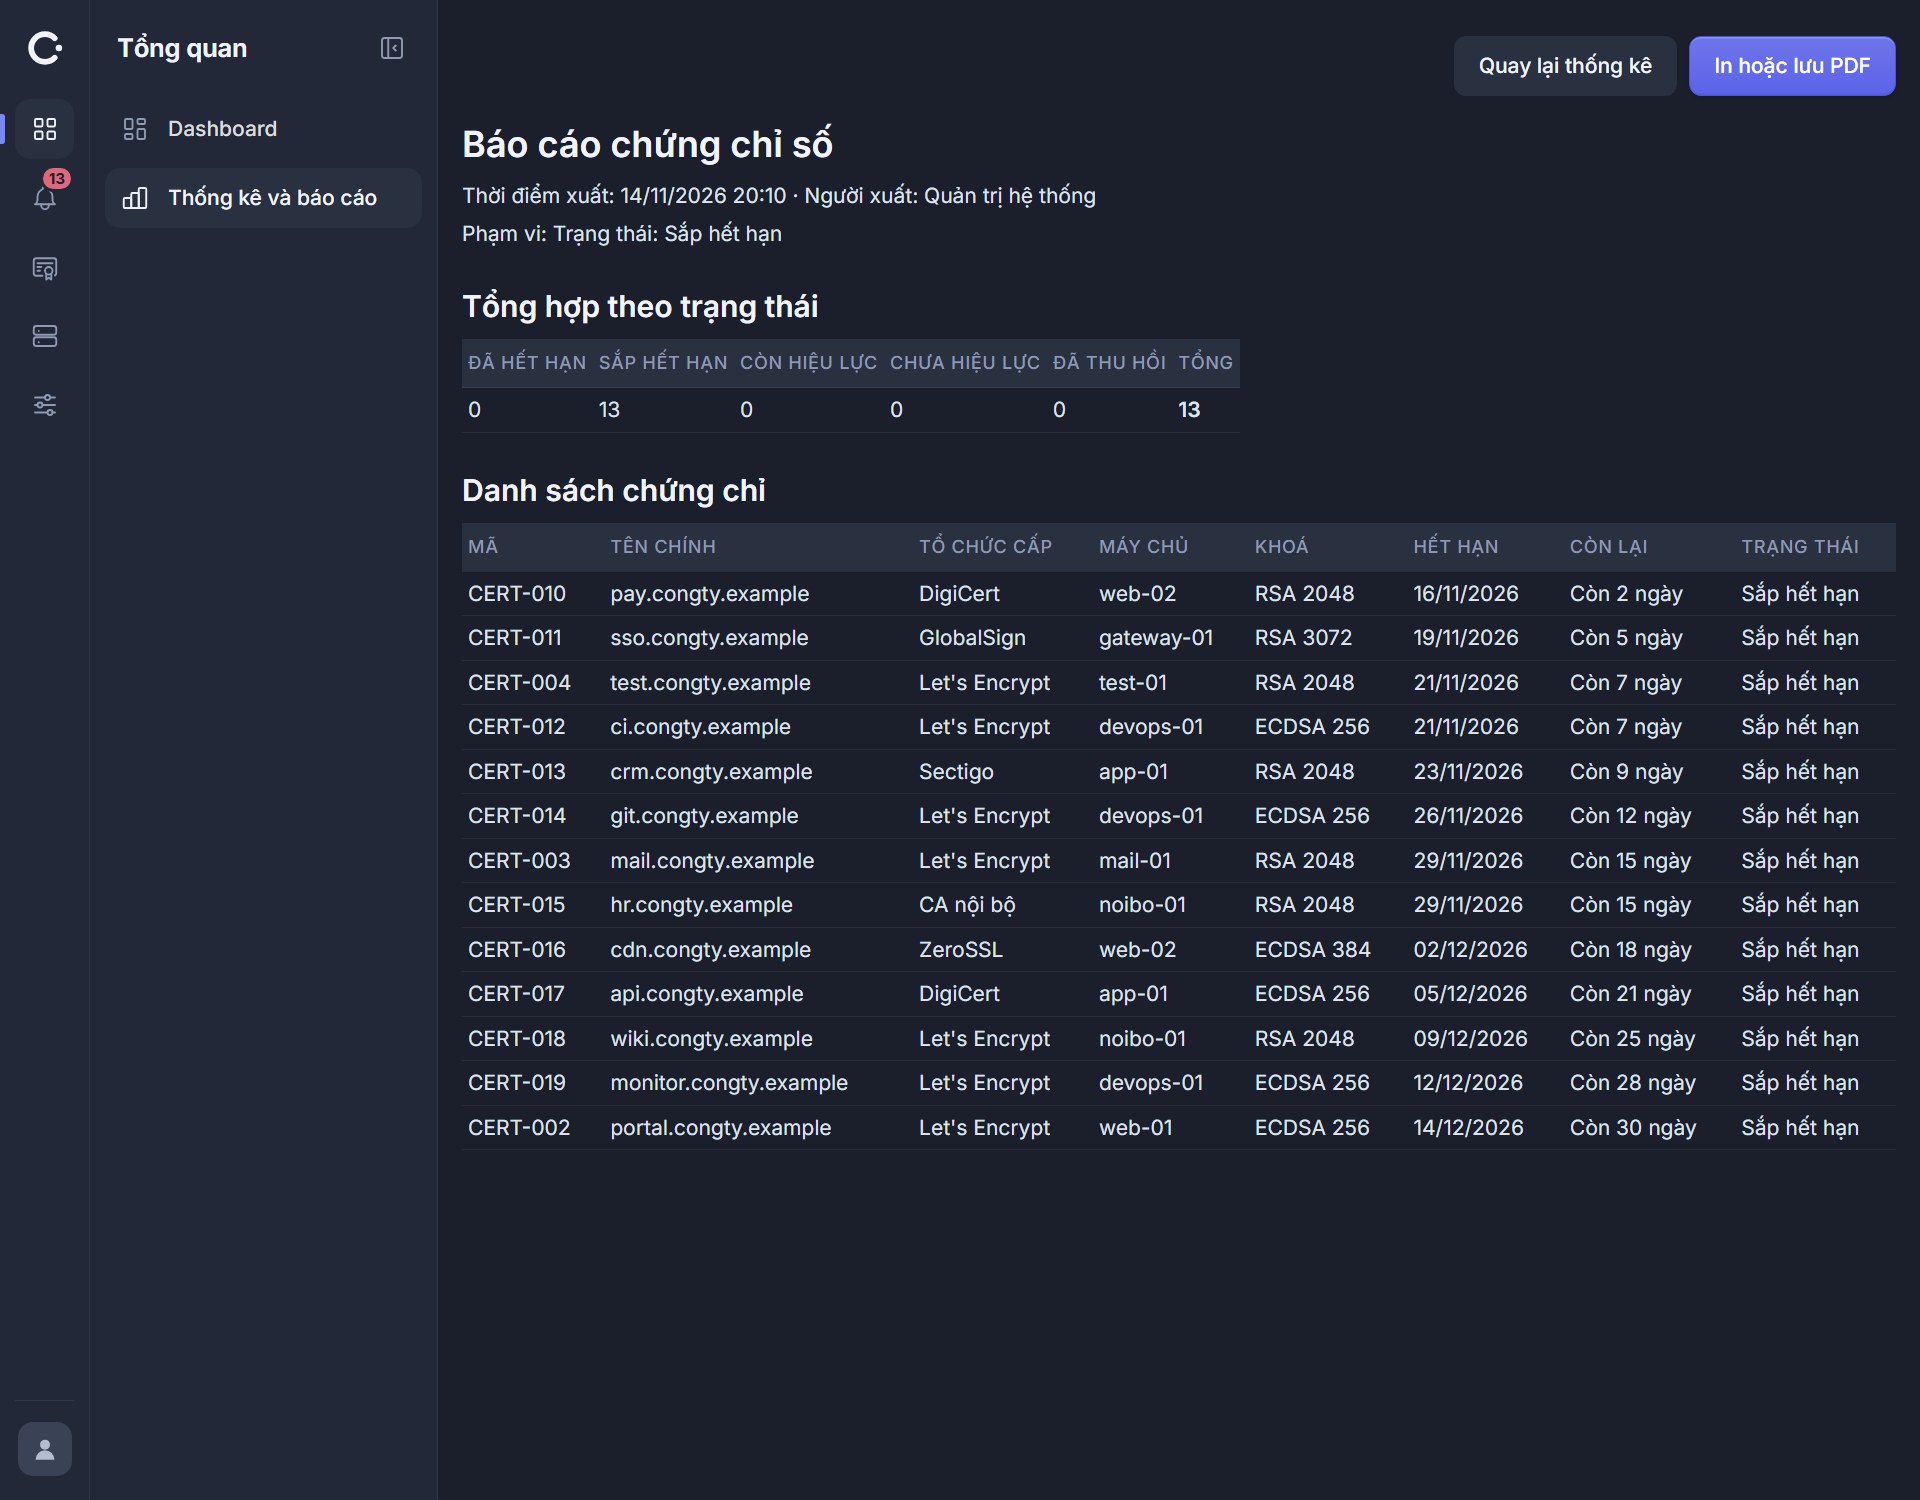 Tổng quan
Dashboard
13
Thống kê và báo cáo
Quay lại thống kê
In hoặc lưu PDF
Báo cáo chứng chỉ số
Thời điểm xuất: 14/11/2026 20:10 · Người xuất: Quản trị hệ thống
Phạm vi: Trạng thái: Sắp hết hạn
Tổng hợp theo trạng thái
ĐÃ HẾT HẠN SẮP HẾT HẠN CÒN HIỆU LỰC CHƯA HIỆU LỰC ĐÃ THU HỒI TỔNG
0 13 0 0 0 13
Danh sách chứng chỉ
MÃ TÊN CHÍNH TỔ CHỨC CẤP MÁY CHỦ KHOÁ HẾT HẠN CÒN LẠI TRẠNG THÁI
CERT-010 pay.congty.example DigiCert web-02 RSA 2048 16/11/2026 Còn 2 ngày Sắp hết hạn
CERT-011 sso.congty.example GlobalSign gateway-01 RSA 3072 19/11/2026 Còn 5 ngày Sắp hết hạn
CERT-004 test.congty.example Let's Encrypt test-01 RSA 2048 21/11/2026 Còn 7 ngày Sắp hết hạn
CERT-012 ci.congty.example Let's Encrypt devops-01 ECDSA 256 21/11/2026 Còn 7 ngày Sắp hết hạn
CERT-013 crm.congty.example Sectigo app-01 RSA 2048 23/11/2026 Còn 9 ngày Sắp hết hạn
CERT-014 git.congty.example Let's Encrypt devops-01 ECDSA 256 26/11/2026 Còn 12 ngày Sắp hết hạn
CERT-003 mail.congty.example Let's Encrypt mail-01 RSA 2048 29/11/2026 Còn 15 ngày Sắp hết hạn
CERT-015 hr.congty.example CA nội bộ noibo-01 RSA 2048 29/11/2026 Còn 15 ngày Sắp hết hạn
CERT-016 cdn.congty.example ZeroSSL web-02 ECDSA 384 02/12/2026 Còn 18 ngày Sắp hết hạn
CERT-017 api.congty.example DigiCert app-01 ECDSA 256 05/12/2026 Còn 21 ngày Sắp hết hạn
CERT-018 wiki.congty.example Let's Encrypt noibo-01 RSA 2048 09/12/2026 Còn 25 ngày Sắp hết hạn
CERT-019 monitor.congty.example Let's Encrypt devops-01 ECDSA 256 12/12/2026 Còn 28 ngày Sắp hết hạn
CERT-002 portal.congty.example Let's Encrypt web-01 ECDSA 256 14/12/2026 Còn 30 ngày Sắp hết hạn